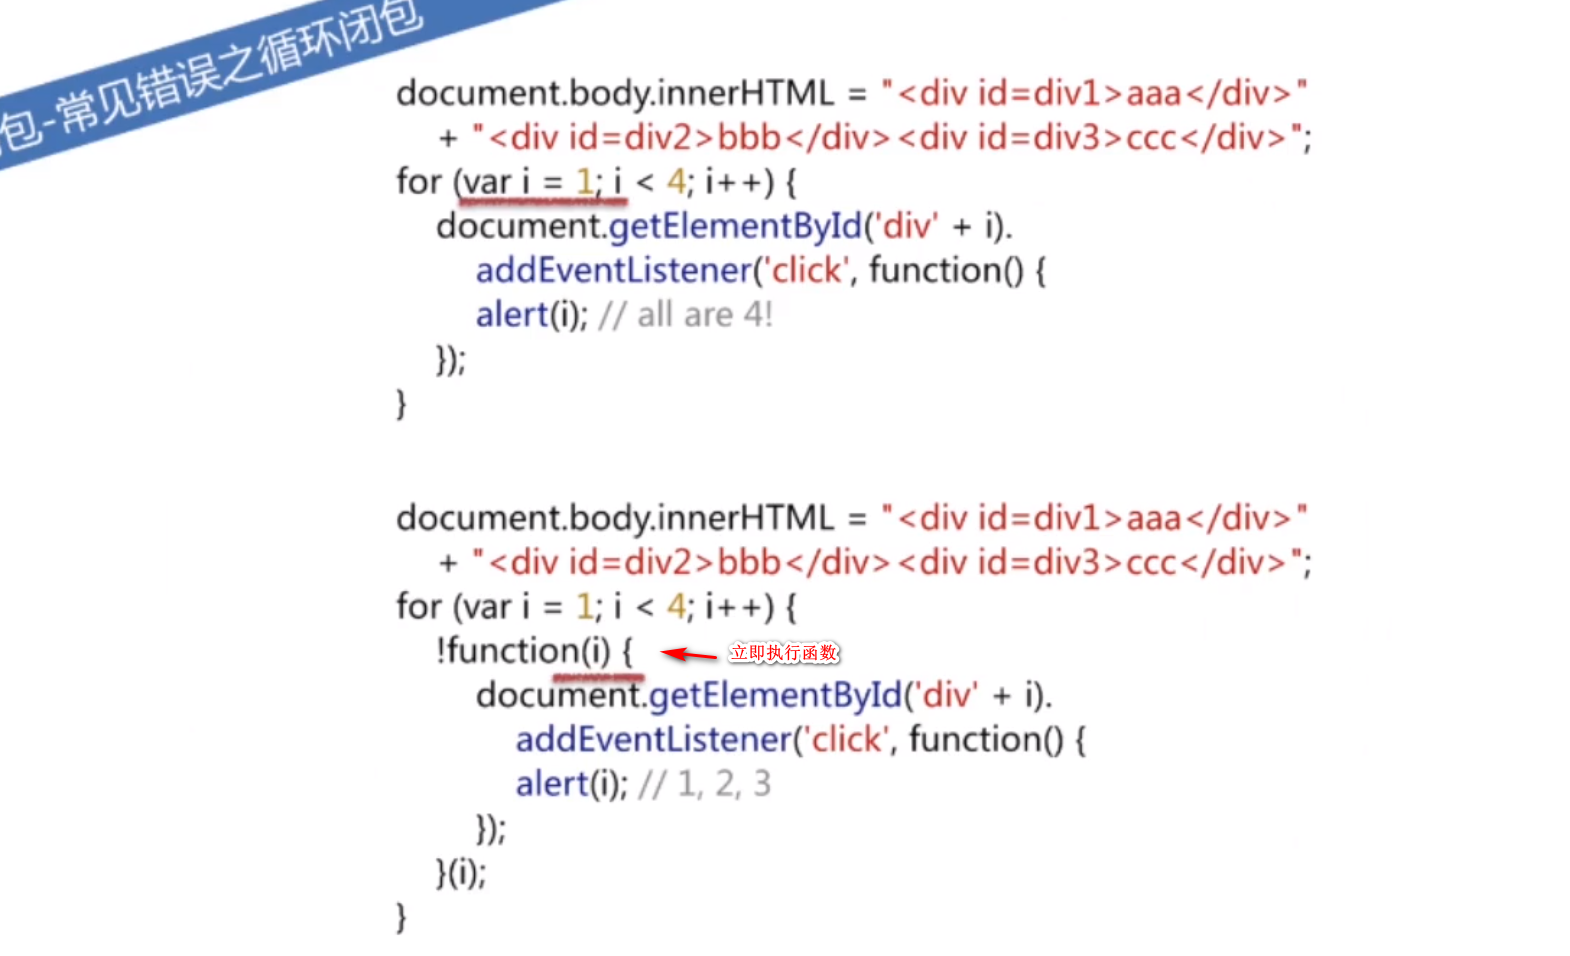 包-常见错误之循环闭包
document.body.innerHTML = "<div id=div1>aaa</div>"
+ "<div id=div2>bbb</div><div id=div3>ccc</div>";
for (var i = 1; i < 4; i++) {
document.getElementById('div' + i).
addEventListener('click', function() {
alert(i); // all are 4!
});
}
document.body.innerHTML = "<div id=div1>aaa</div>"
+ "<div id=div2>bbb</div><div id=div3>ccc</div>";
for (var i = 1; i < 4; i++) {
!function(i) {
立即执行函数
document.getElementById('div' + i).
addEventListener('click', function() {
alert(i); // 1, 2, 3
});
}(i);
}